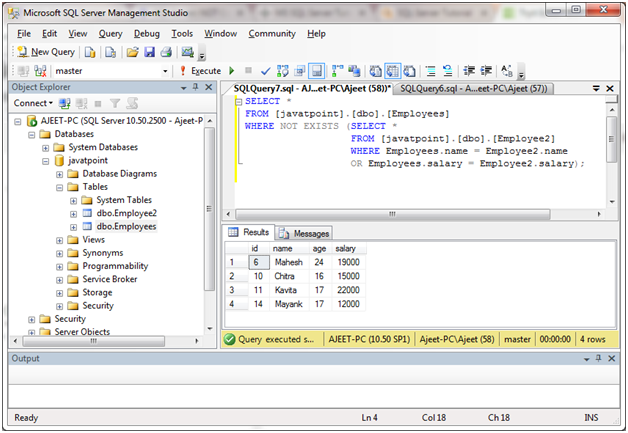 Microsoft SQL Server Management Studio
File Edit View Query Debug Tools Window Community Help
New Query
master Execute
Object Explorer
Connect
AJEET-PC (SQL Server 10.50.2500 - Ajeet-P
Databases
System Databases
javatpoint
Database Diagrams
Tables
System Tables
dbo.Employee2
dbo.Employees
Views
Synonyms
Programmability
Service Broker
Storage
Security
Security
Server Objects
SQLQuery7.sql - AJ...et-PC\Ajeet (58))* SQLQuery6.sql - A...eet-PC\Ajeet (57))
SELECT *
FROM [javatpoint].[dbo].[Employees]
WHERE NOT EXISTS (SELECT *
FROM [javatpoint].[dbo].[Employee2]
WHERE Employees.name = Employee2.name
OR Employees.salary = Employee2.salary);
Results Messages
id name age salary
1 6 Mahesh 24 19000
2 10 Chitra 16 15000
3 11 Kavita 17 22000
4 14 Mayank 17 12000
Query executed s... AJEET-PC (10.50 SP1) Ajeet-PC\Ajeet (58) master 00:00:00 4 rows
Output
Ready Ln 4 Col 18 Ch 18 INS